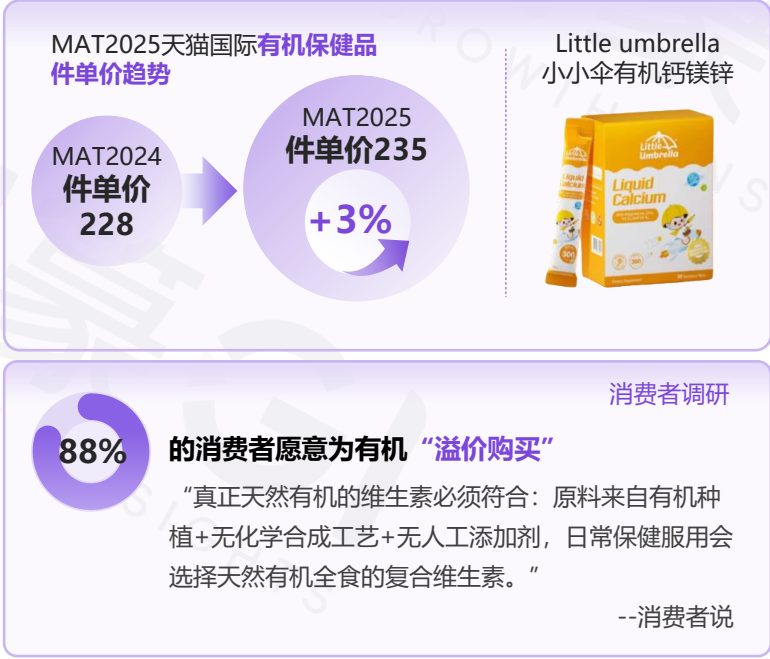 MAT2025天猫国际有机保健品
件单价趋势
MAT2024
件单价
228
MAT2025
件单价235
+3%
Little umbrella
小小伞有机钙镁锌
Little
Umbrella
Liquid
Calcium
Liquid
Calcium
300
消费者调研
88%
的消费者愿意为有机“溢价购买”
“真正天然有机的维生素必须符合：原料来自有机种
植+无化学合成工艺+无人工添加剂，日常保健服用会
选择天然有机全食的复合维生素。”
--消费者说